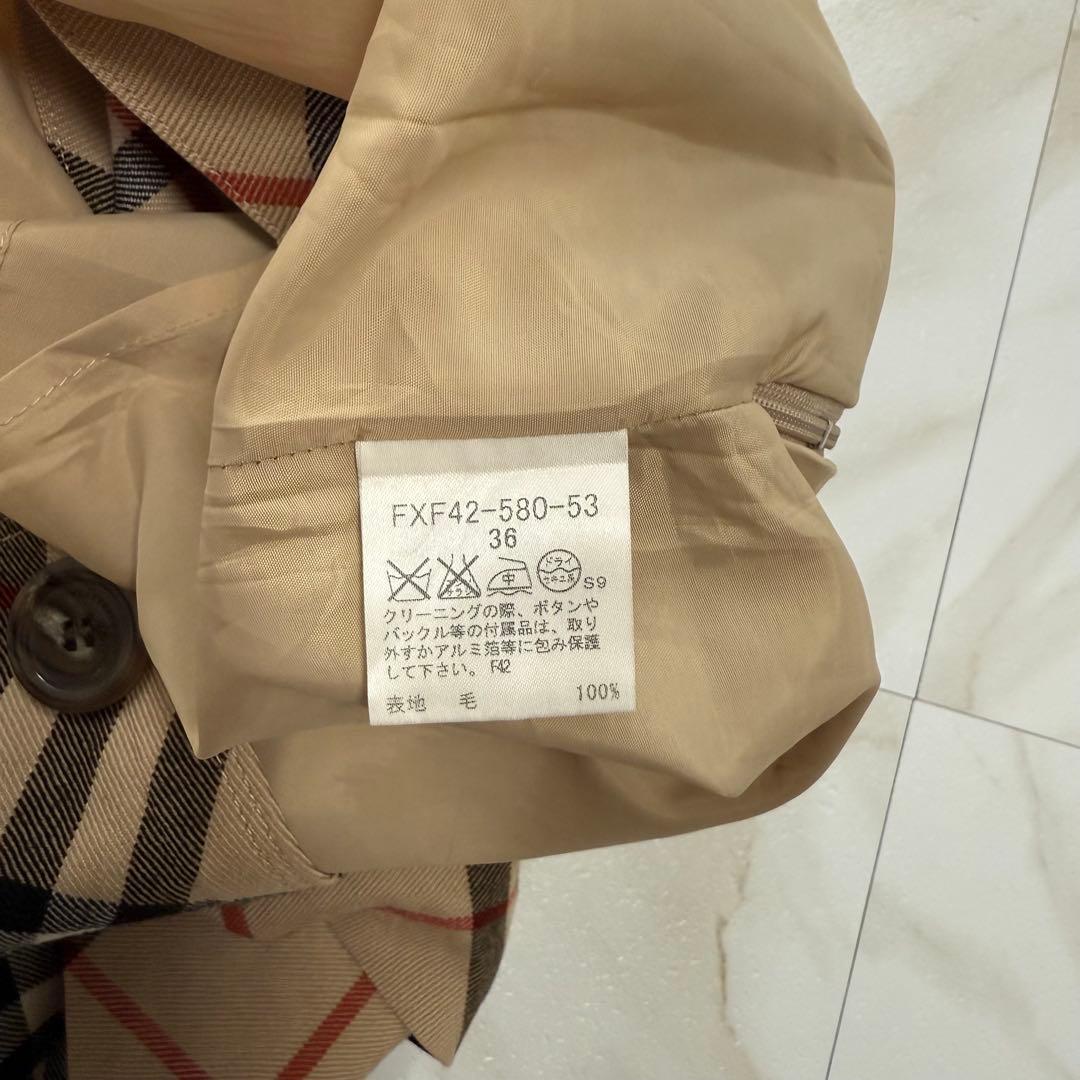 FXF42-580-53
36
中 ドライ セキユ系 S9
クリーニングの際、ボタンや
バックル等の付属品は、取り
外すかアルミ箔等に包み保護
して下さい。 F42
表地 毛 100%